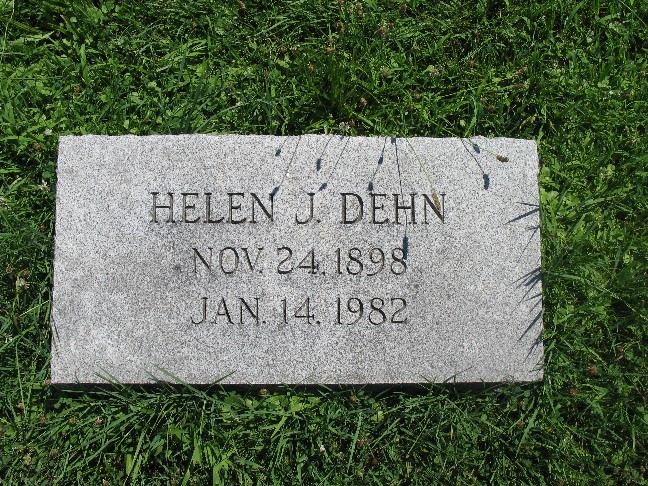 HELEN J. DEHN
NOV. 24, 1898
JAN. 14, 1982